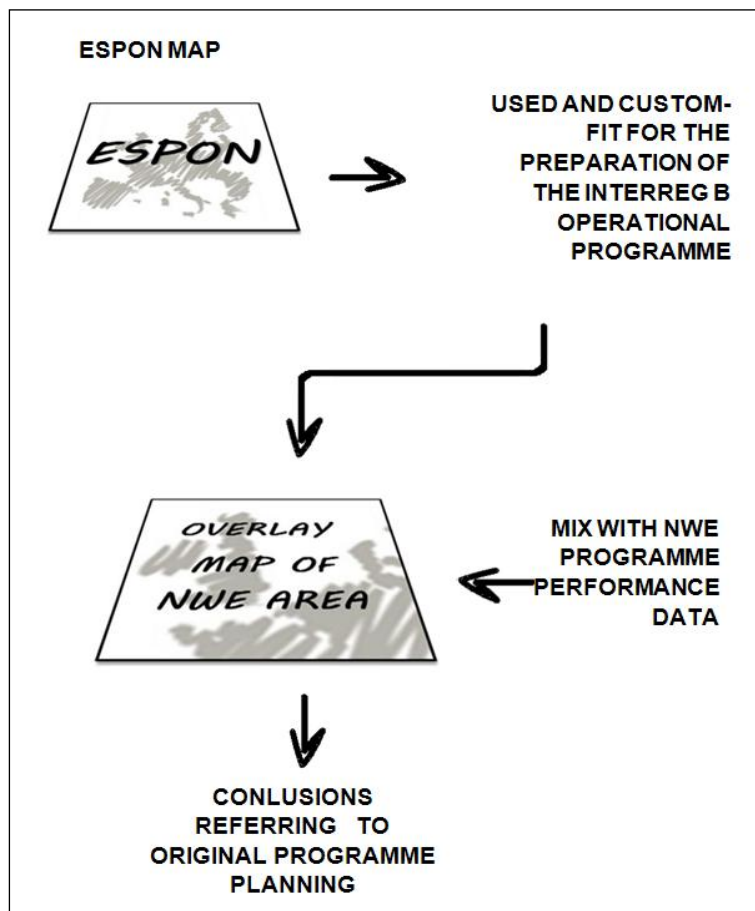 ESPON MAP
ESPON
USED AND CUSTOM-
FIT FOR THE
PREPARATION OF
THE INTERREG B
OPERATIONAL
PROGRAMME
OVERLAY
MAP OF
NWE AREA
MIX WITH NWE
PROGRAMME
PERFORMANCE
DATA
CONLUSIONS
REFERRING TO
ORIGINAL PROGRAMME
PLANNING